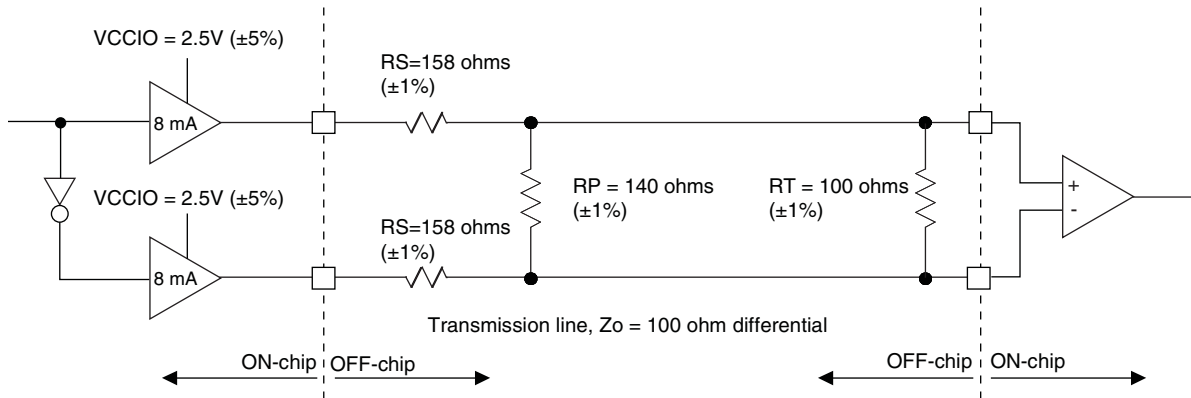 VCCIO = 2.5V (±5%)
8 mA
VCCIO = 2.5V (±5%)
8 mA
RS=158 ohms
(±1%)
RS=158 ohms
(±1%)
RP = 140 ohms
(±1%)
RT = 100 ohms
(±1%)
+
-
Transmission line, Zo = 100 ohm differential
ON-chip
OFF-chip
OFF-chip
ON-chip